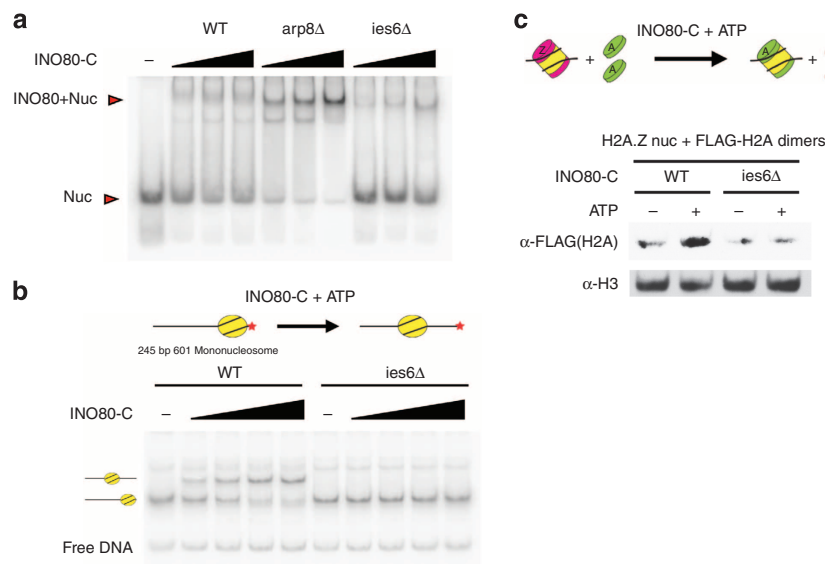 a
WT arp8Δ ies6Δ
INO80-C –
INO80+Nuc
Nuc
b
INO80-C + ATP
245 bp 601 Mononucleosome
WT ies6Δ
INO80-C – –
Free DNA
c
INO80-C + ATP
Z + A A A +
H2A.Z nuc + FLAG-H2A dimers
INO80-C WT ies6Δ
ATP – + – +
α-FLAG(H2A)
α-H3